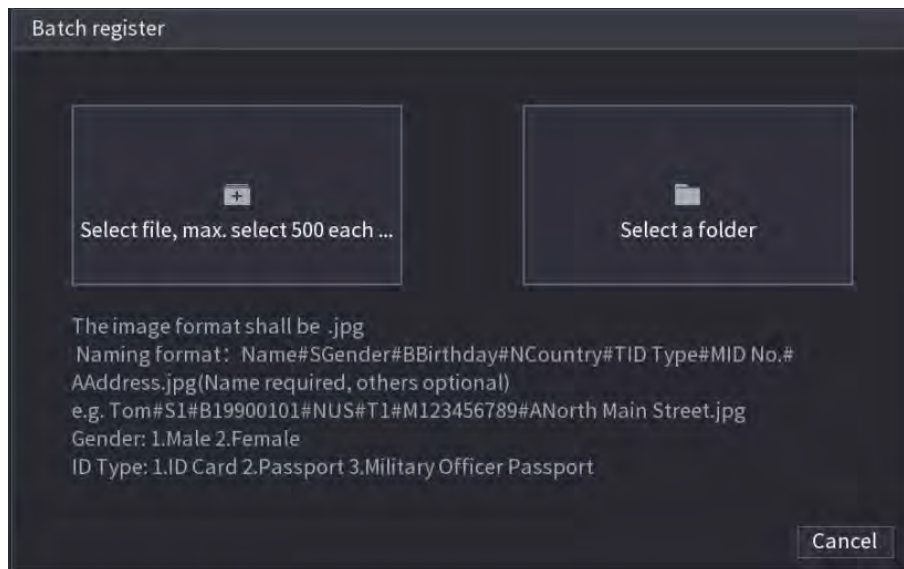 Batch register
Select file, max. select 500 each ...
Select a folder
The image format shall be .jpg
Naming format: Name#SGender#BBirthday#NCountry#TID Type#MID No.#
AAddress.jpg(Name required, others optional)
e.g. Tom#S1#B19900101#NUS#T1#M123456789#ANorth Main Street.jpg
Gender: 1.Male 2.Female
ID Type: 1.ID Card 2.Passport 3.Military Officer Passport
Cancel